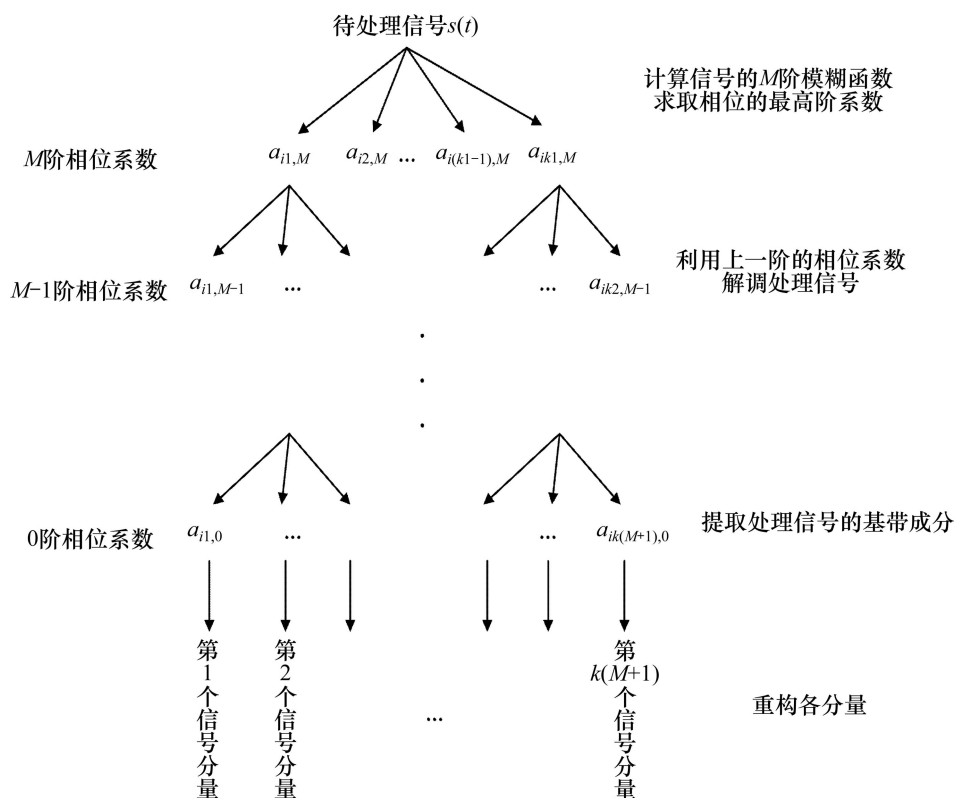 待处理信号s(t)
计算信号的M阶模糊函数
求取相位的最高阶系数
M阶相位系数
a_{i1,M} a_{i2,M} ... a_{i(k1-1),M} a_{ik1,M}
利用上一阶的相位系数
解调处理信号
M-1阶相位系数
a_{i1,M-1} ... ... a_{ik2,M-1}
.
.
.
0阶相位系数
a_{i1,0} ... ... a_{ik(M+1),0}
提取处理信号的基带成分
第1个信号分量
第2个信号分量
...
第k(M+1)个信号分量
重构各分量